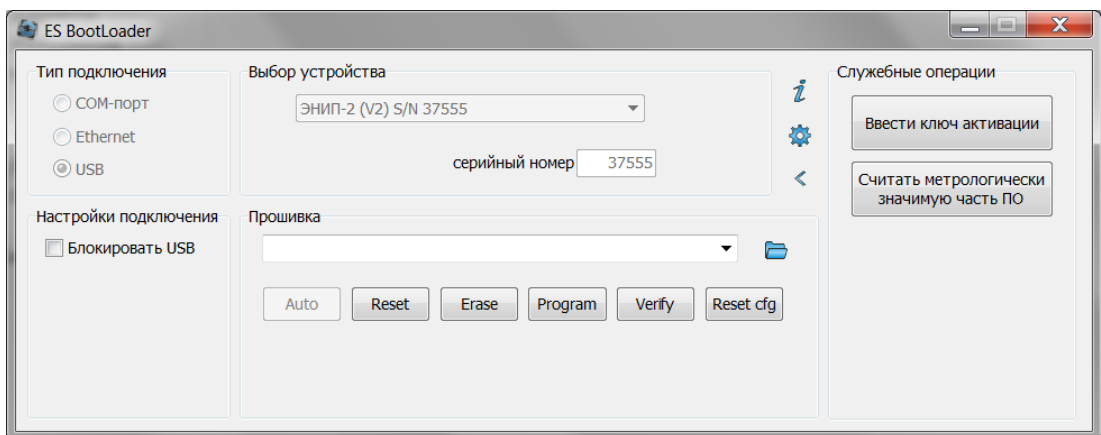 ES BootLoader
Тип подключения
COM-порт
Ethernet
USB
Выбор устройства
ЭНИП-2 (V2) S/N 37555
серийный номер 37555
i
<
Служебные операции
Ввести ключ активации
Считать метрологически
значимую часть ПО
Настройки подключения
Блокировать USB
Прошивка
Auto Reset Erase Program Verify Reset cfg